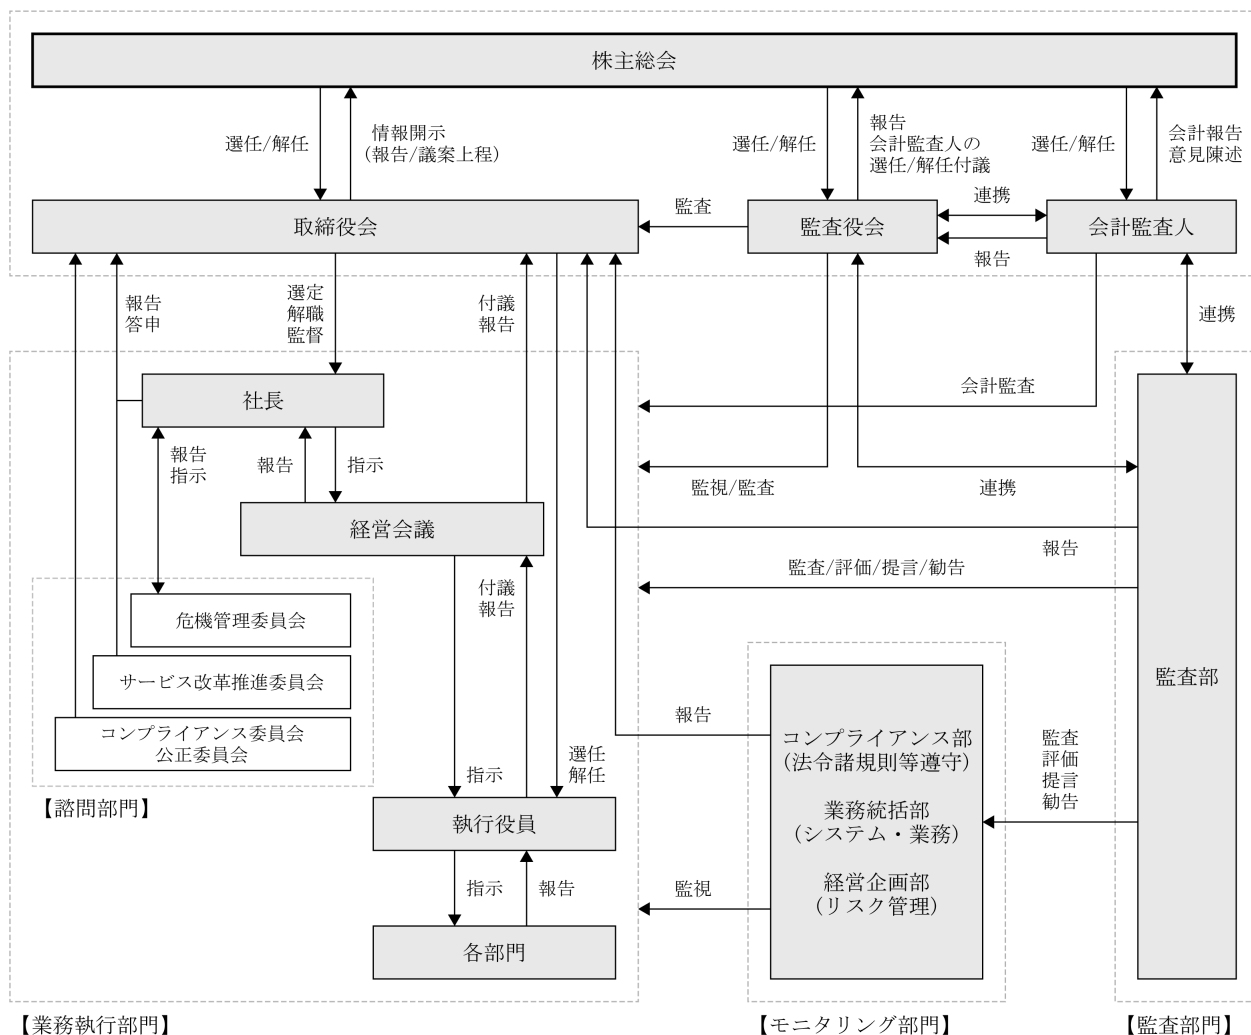 株主総会
選任/解任
情報開示
(報告/議案上程)
選任/解任
報告
会計監査人の
選任/解任付議
選任/解任
会計報告
意見陳述
取締役会
監査
監査役会
連携
報告
会計監査人
報告
答申
選定
解職
監督
付議
報告
連携
社長
会計監査
報告
指示
報告
指示
監視/監査
連携
経営会議
報告
付議
報告
監査/評価/提言/勧告
危機管理委員会
サービス改革推進委員会
コンプライアンス委員会
公正委員会
【諮問部門】
報告
選任
解任
指示
執行役員
指示
報告
各部門
監視
コンプライアンス部
(法令諸規則等遵守)
業務統括部
(システム・業務)
経営企画部
(リスク管理)
監査
評価
提言
勧告
監査部
【業務執行部門】
【モニタリング部門】
【監査部門】